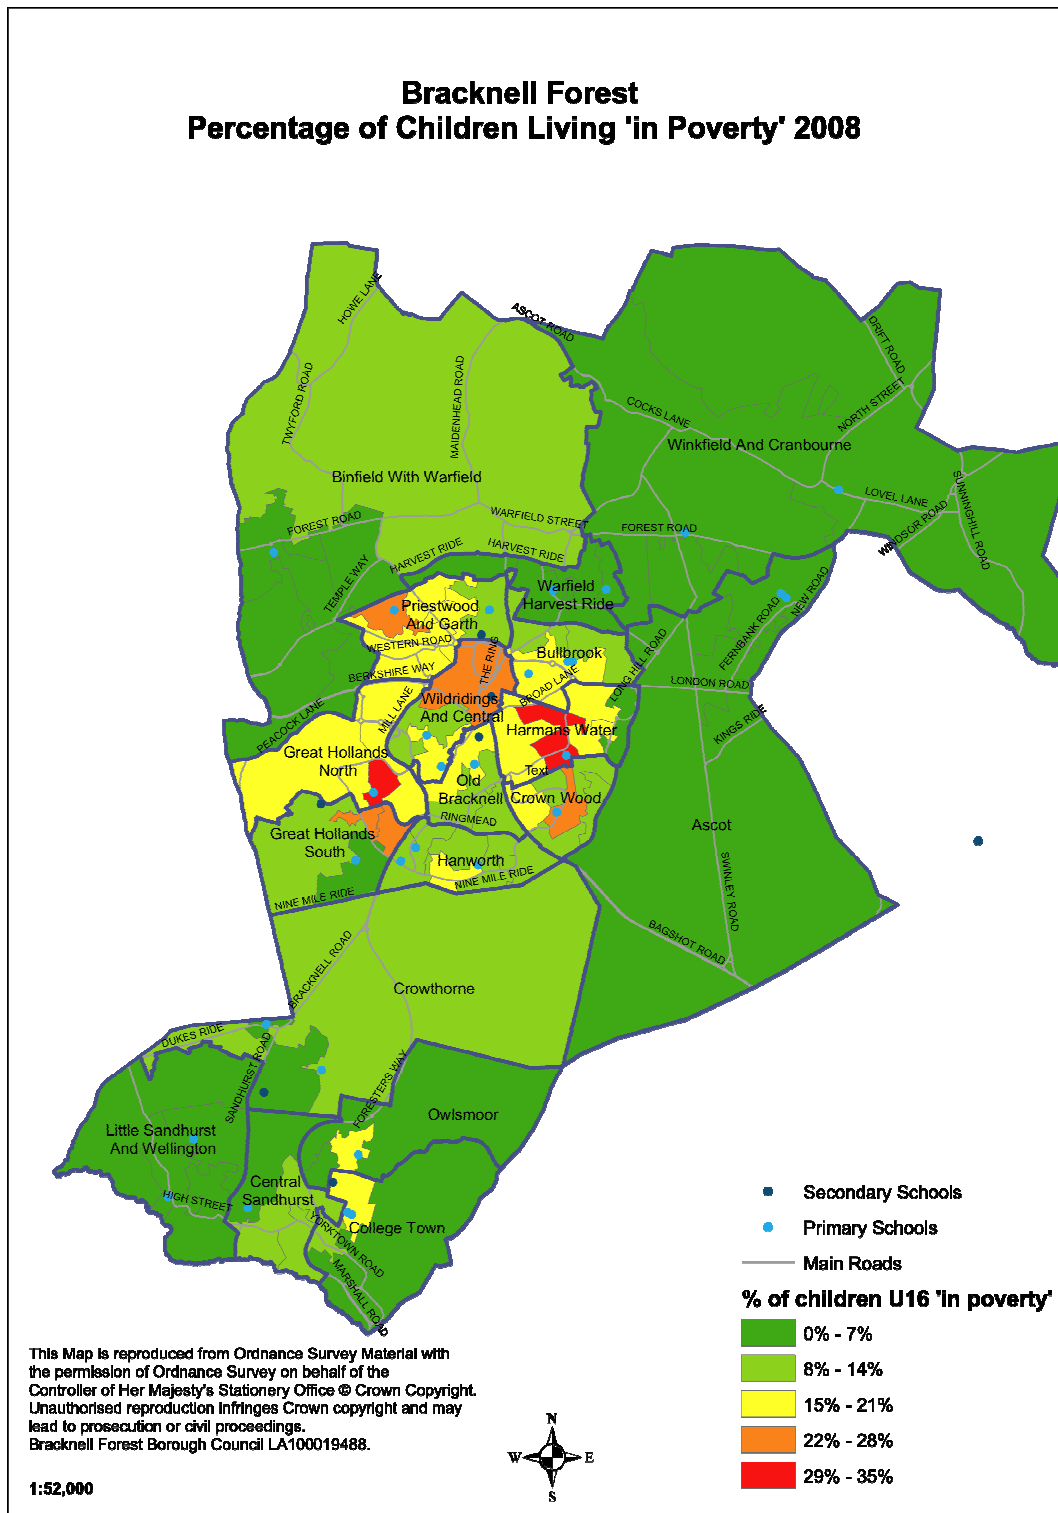 Bracknell Forest
Percentage of Children Living 'in Poverty' 2008
HOWE LANE
ASCOT ROAD
DRIFT ROAD
TWYFORD ROAD
MAIDENHEAD ROAD
COCKS LANE
NORTH STREET
Winkfield And Cranbourne
Binfield With Warfield
LOVEL LANE
SUNNINGHILL ROAD
WINDSOR ROAD
FOREST ROAD
WARFIELD STREET
FOREST ROAD
HARVEST RIDE
HARVEST RIDE
TEMPLE WAY
Warfield
Harvest Ride
NEW ROAD
FERNBANK ROAD
Priestwood
And Garth
WESTERN ROAD
THE RING
Bullbrook
LONG HILL ROAD
BERKSHIRE WAY
BROAD LANE
LONDON ROAD
MILL LANE
Wildridings
And Central
PEACOCK LANE
KINGS RIDE
Harmans Water
Great Hollands
North
Text
Old
Bracknell
Crown Wood
RINGMEAD
Ascot
Great Hollands
South
Hanworth
NINE MILE RIDE
NINE MILE RIDE
SWINLEY ROAD
BAGSHOT ROAD
BRACKNELL ROAD
Crowthorne
DUKES RIDE
SANDHURST ROAD
FORESTERS WAY
Owlsmoor
Little Sandhurst
And Wellington
Central
Sandhurst
HIGH STREET
College Town
YORKTOWN ROAD
MARSHALL ROAD
Secondary Schools
Primary Schools
Main Roads
% of children U16 'in poverty'
0% - 7%
8% - 14%
15% - 21%
22% - 28%
29% - 35%
This Map is reproduced from Ordnance Survey Material with
the permission of Ordnance Survey on behalf of the
Controller of Her Majesty's Stationery Office © Crown Copyright.
Unauthorised reproduction infringes Crown copyright and may
lead to prosecution or civil proceedings.
Bracknell Forest Borough Council LA100019488.
1:52,000
N
W
E
S